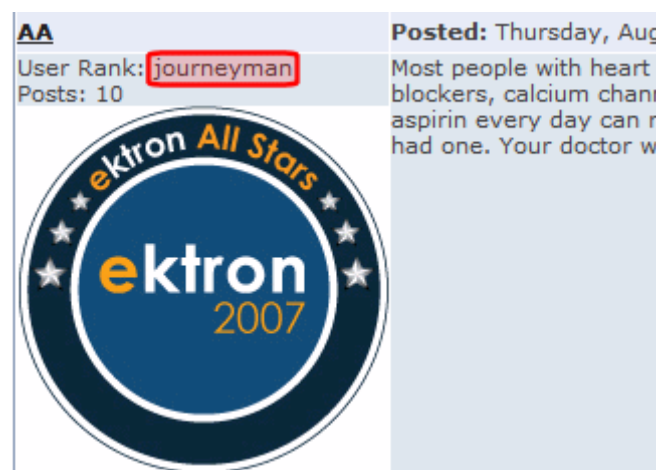 AA
User Rank: journeyman
Posts: 10
ektron All Stars
ektron
2007
Posted: Thursday, Aug
Most people with heart
blockers, calcium chan
aspirin every day can
had one. Your doctor w